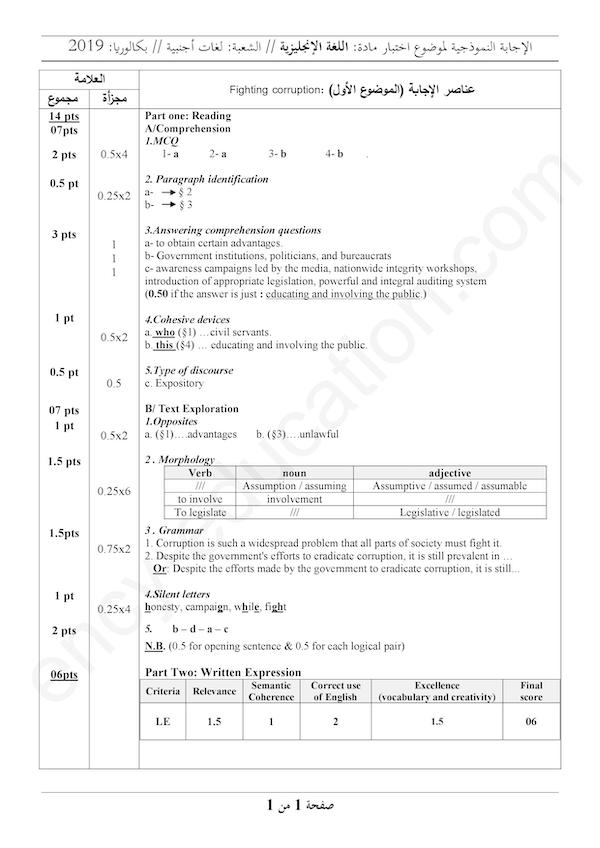 الإجابة النموذجية لموضوع اختبار مادة: اللغة الإنجليزية // الشعبة: لغات أجنبية // بكالوريا: 2019
العلامة
عناصر الإجابة (الموضوع الأول) :Fighting corruption
مجموع مجزأة
14 pts Part one: Reading
07pts A/Comprehension
1.MCQ
2 pts 0.5x4 1- a 2- a 3- b 4- b .
0.5 pt 2. Paragraph identification
0.25x2 a- → § 2
b- → § 3
3 pts 3.Answering comprehension questions
1 a- to obtain certain advantages.
1 b- Government institutions, politicians, and bureaucrats
1 c- awareness campaigns led by the media, nationwide integrity workshops,
introduction of appropriate legislation, powerful and integral auditing system
(0.50 if the answer is just : educating and involving the public.)
1 pt 4.Cohesive devices
0.5x2 a. who (§1) …civil servants.
b. this (§4) … educating and involving the public.
0.5 pt 5.Type of discourse
0.5 c. Expository
07 pts B/ Text Exploration
1 pt 1.Opposites
0.5x2 a. (§1)….advantages b. (§3)….unlawful
1.5 pts 2 . Morphology
Verb noun adjective
0.25x6 /// Assumption / assuming Assumptive / assumed / assumable
to involve involvement ///
To legislate /// Legislative / legislated
1.5pts 3 . Grammar
0.75x2 1. Corruption is such a widespread problem that all parts of society must fight it.
2. Despite the government's efforts to eradicate corruption, it is still prevalent in …
Or: Despite the efforts made by the government to eradicate corruption, it is still...
1 pt 4.Silent letters
0.25x4 honesty, campaign, while, fight
2 pts 5. b – d – a – c
N.B. (0.5 for opening sentence & 0.5 for each logical pair)
06pts Part Two: Written Expression
Criteria Relevance Semantic Coherence Correct use of English Excellence (vocabulary and creativity) Final score
LE 1.5 1 2 1.5 06
صفحة 1 من 1
ency-education.com